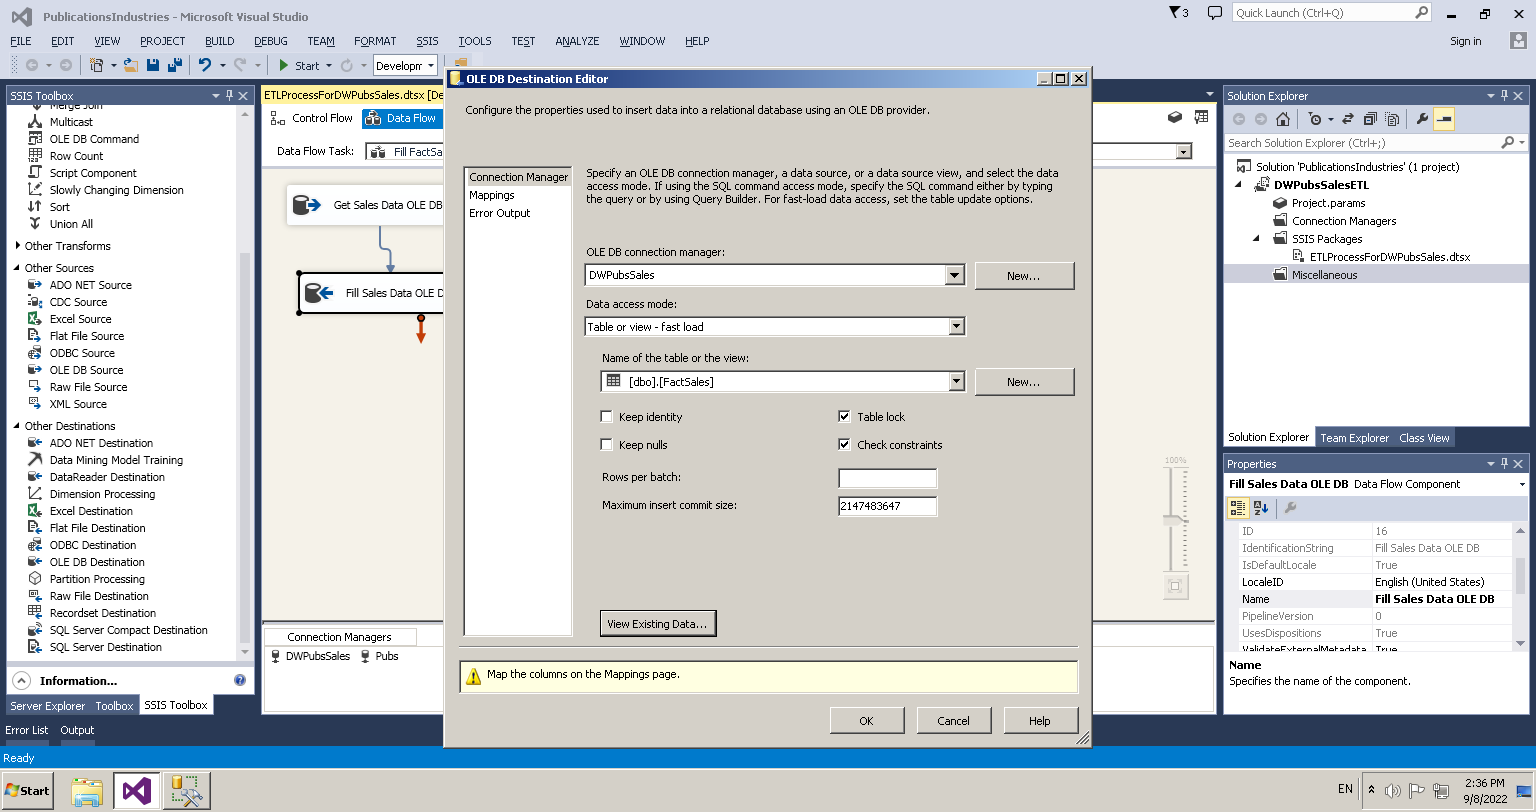 PublicationsIndustries - Microsoft Visual Studio
3
Quick Launch (Ctrl+Q)
FILE EDIT VIEW PROJECT BUILD DEBUG TEAM FORMAT SSIS TOOLS TEST ANALYZE WINDOW HELP
Sign in
Start
Developm
SSIS Toolbox
Merge Join
Multicast
OLE DB Command
Row Count
Script Component
Slowly Changing Dimension
Sort
Union All
Other Transforms
Other Sources
ADO NET Source
CDC Source
Excel Source
Flat File Source
ODBC Source
OLE DB Source
Raw File Source
XML Source
Other Destinations
ADO NET Destination
Data Mining Model Training
DataReader Destination
Dimension Processing
Excel Destination
Flat File Destination
ODBC Destination
OLE DB Destination
Partition Processing
Raw File Destination
Recordset Destination
SQL Server Compact Destination
SQL Server Destination
Information...
Server Explorer Toolbox SSIS Toolbox
Error List Output
Ready
ETLProcessForDWPubsSales.dtsx [De
Control Flow
Data Flow
Data Flow Task:
Fill FactSa
Get Sales Data OLE DB
Fill Sales Data OLE D
100%
Connection Managers
DWPubsSales
Pubs
OLE DB Destination Editor
Configure the properties used to insert data into a relational database using an OLE DB provider.
Connection Manager
Mappings
Error Output
Specify an OLE DB connection manager, a data source, or a data source view, and select the data
access mode. If using the SQL command access mode, specify the SQL command either by typing
the query or by using Query Builder. For fast-load data access, set the table update options.
OLE DB connection manager:
DWPubsSales
New...
Data access mode:
Table or view - fast load
Name of the table or the view:
[dbo].[FactSales]
New...
Keep identity
Table lock
Keep nulls
Check constraints
Rows per batch:
Maximum insert commit size:
2147483647
View Existing Data...
Map the columns on the Mappings page.
OK
Cancel
Help
Solution Explorer
Search Solution Explorer (Ctrl+;)
Solution 'PublicationsIndustries' (1 project)
DWPubsSalesETL
Project.params
Connection Managers
SSIS Packages
ETLProcessForDWPubsSales.dtsx
Miscellaneous
Solution Explorer Team Explorer Class View
Properties
Fill Sales Data OLE DB Data Flow Component
ID 16
IdentificationString Fill Sales Data OLE DB
IsDefaultLocale True
LocaleID English (United States)
Name Fill Sales Data OLE DB
PipelineVersion 0
UsesDispositions True
ValidateExternalMetadata True
Name
Specifies the name of the component.
Start
EN
2:36 PM
9/8/2022